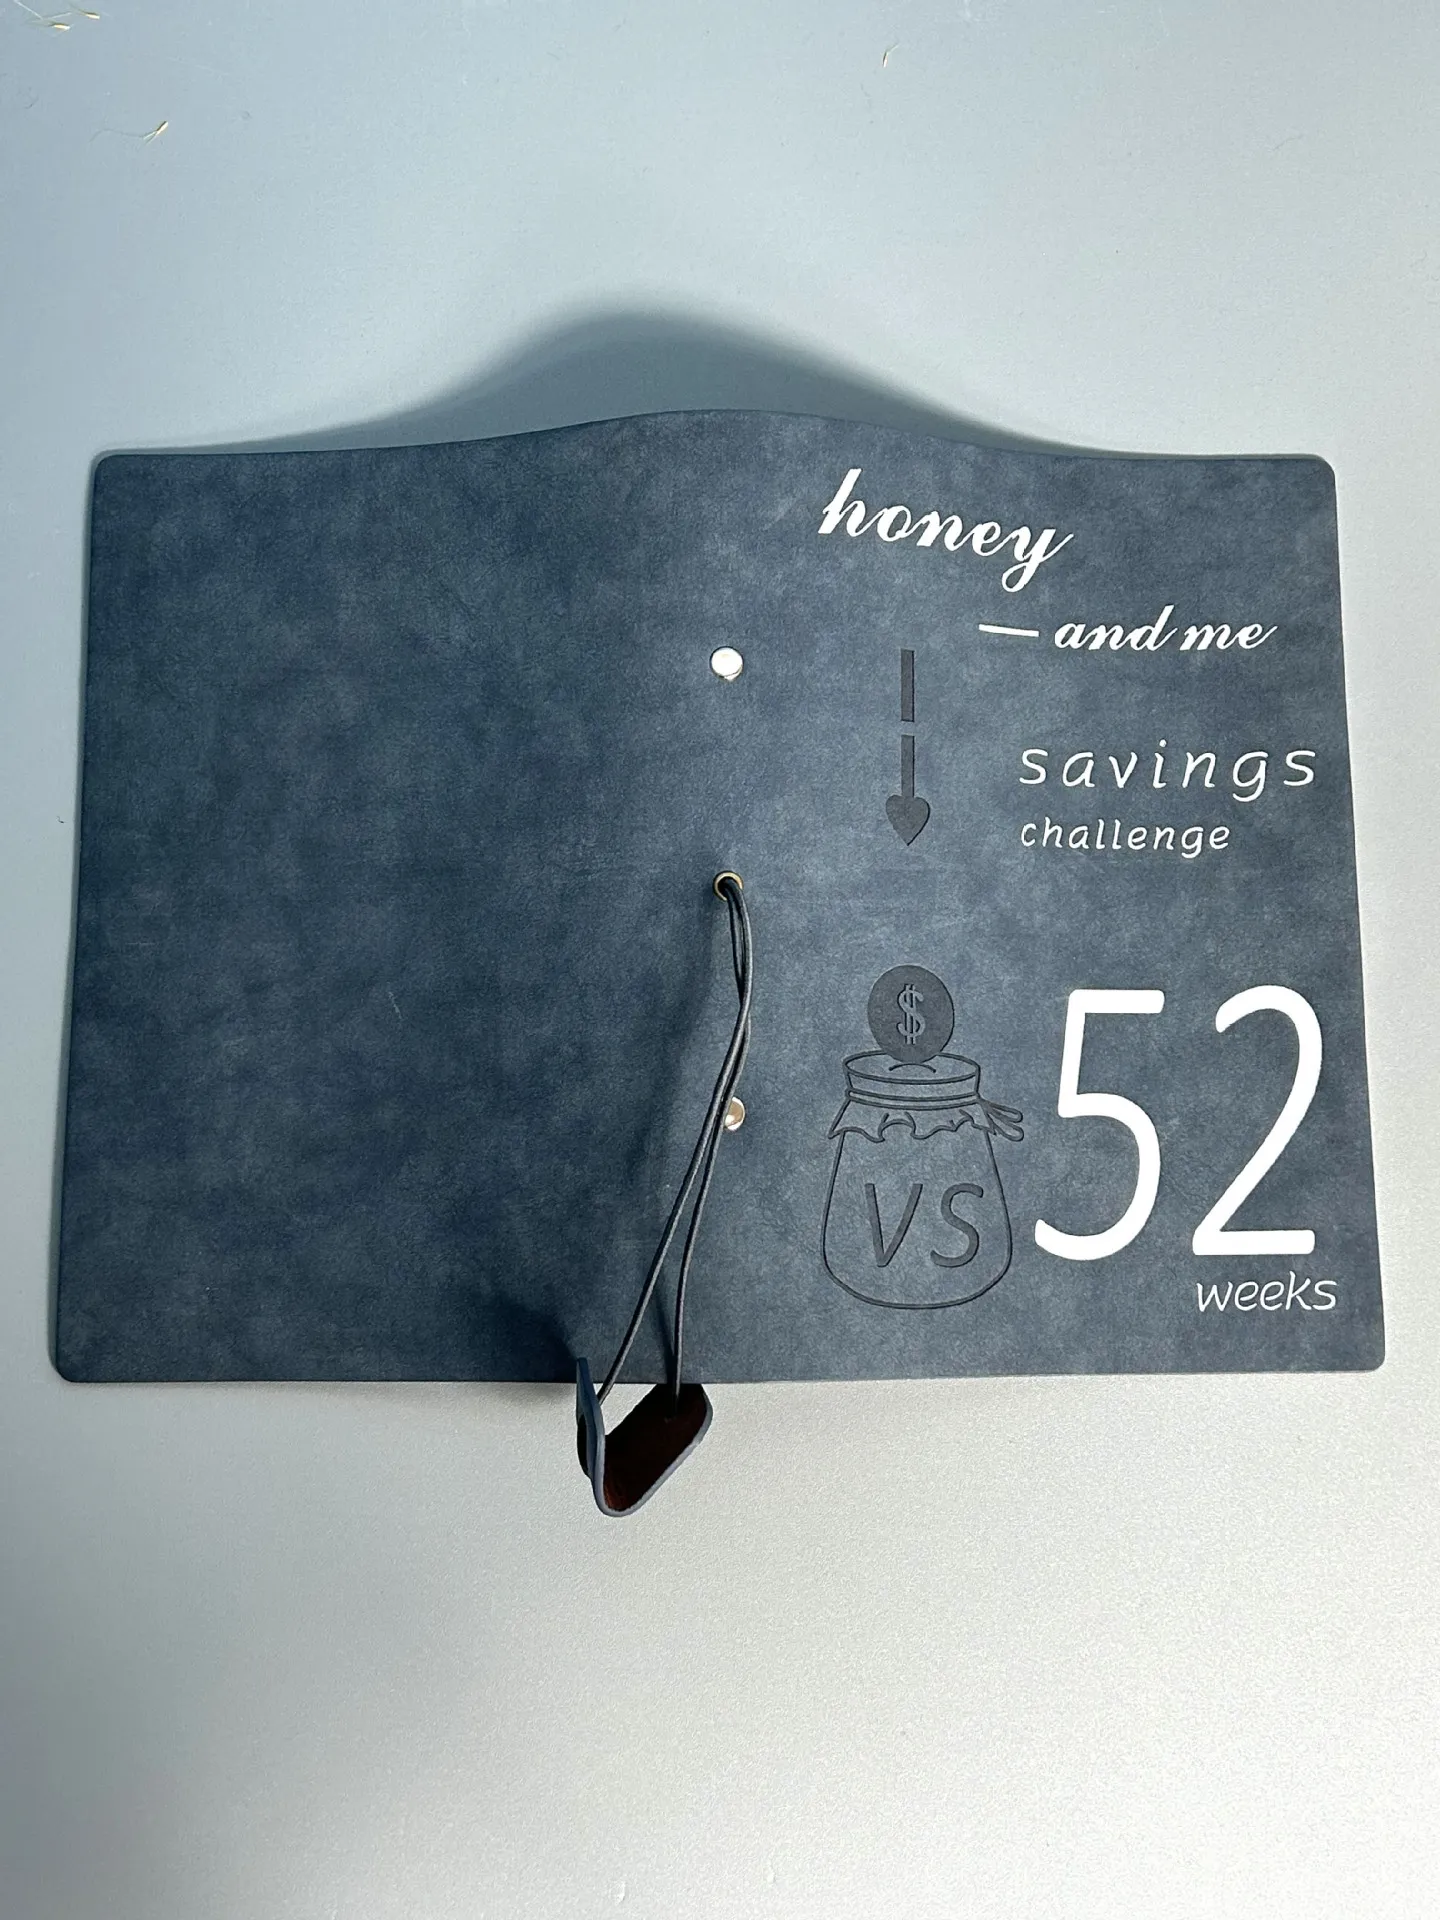 honey
— and me
savings
challenge
$
VS
52
weeks